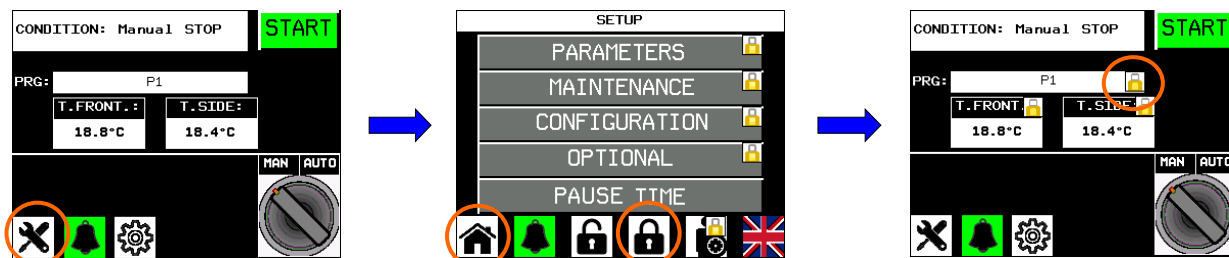 CONDITION: Manual STOP
START
PRG: P1
T.FRONT.: T.SIDE:
18.8°C 18.4°C
MAN AUTO
SETUP
PARAMETERS
MAINTENANCE
CONFIGURATION
OPTIONAL
PAUSE TIME
CONDITION: Manual STOP
START
PRG: P1
T.FRONT. T.SIDE:
18.8°C 18.4°C
MAN AUTO